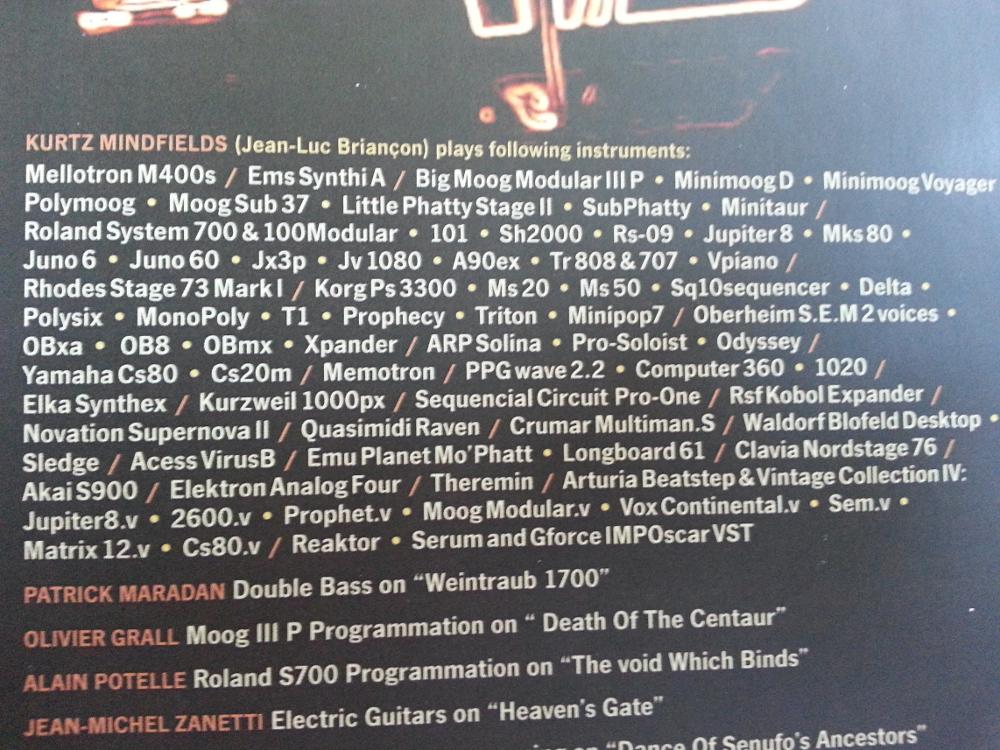 KURTZ MINDFIELDS (Jean-Luc Briançon) plays following instruments:
Mellotron M400s / Ems Synthi A / Big Moog Modular III P • Minimoog D • Minimoog Voyager
Polymoog • Moog Sub 37 • Little Phatty Stage II • SubPhatty • Minitaur /
Roland System 700 & 100Modular • 101 • Sh2000 • Rs-09 • Jupiter 8 • Mks 80 •
Juno 6 • Juno 60 • Jx3p • Jv 1080 • A90ex • Tr 808 & 707 • Vpiano /
Rhodes Stage 73 Mark I / Korg Ps 3300 • Ms 20 • Ms 50 • Sq10sequencer • Delta •
Polysix • MonoPoly • T1 • Prophecy • Triton • Minipop7 / Oberheim S.E.M 2 voices •
OBxa • OB8 • OBmx • Xpander / ARP Solina • Pro-Soloist • Odyssey /
Yamaha Cs80 • Cs20m / Memotron / PPG wave 2.2 • Computer 360 • 1020 /
Elka Synthex / Kurzweil 1000px / Sequencial Circuit Pro-One / Rsf Kobol Expander /
Novation Supernova II / Quasimidi Raven / Crumar Multiman.S / Waldorf Blofeld Desktop •
Sledge / Acess VirusB / Emu Planet Mo'Phatt • Longboard 61 / Clavia Nordstage 76 /
Akai S900 / Elektron Analog Four / Theremin / Arturia Beatstep & Vintage Collection IV:
Jupiter8.v • 2600.v • Prophet.v • Moog Modular.v • Vox Continental.v • Sem.v •
Matrix 12.v • Cs80.v / Reaktor • Serum and Gforce IMPOscar VST
PATRICK MARADAN Double Bass on “Weintraub 1700”
OLIVIER GRALL Moog III P Programmation on “ Death Of The Centaur”
ALAIN POTELLE Roland S700 Programmation on “The void Which Binds”
JEAN-MICHEL ZANETTI Electric Guitars on “Heaven's Gate”
on “Dance Of Senufo's Ancestors”